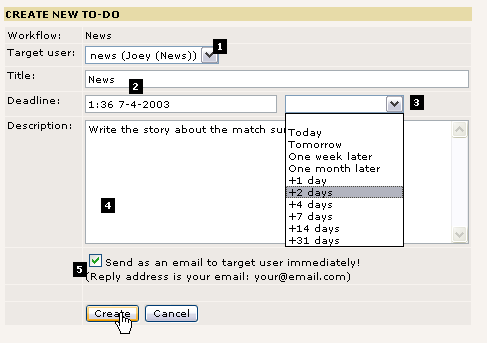 CREATE NEW TO-DO
Workflow: News
Target user: news (Joey (News)) 1
Title: News
2
Deadline: 1:36 7-4-2003 3
Description: Write the story about the match
Today
Tomorrow
One week later
One month later
+1 day
+2 days
+4 days
+7 days
+14 days
+31 days
4
Send as an email to target user immediately!
5
(Reply address is your email: your@email.com)
Create Cancel